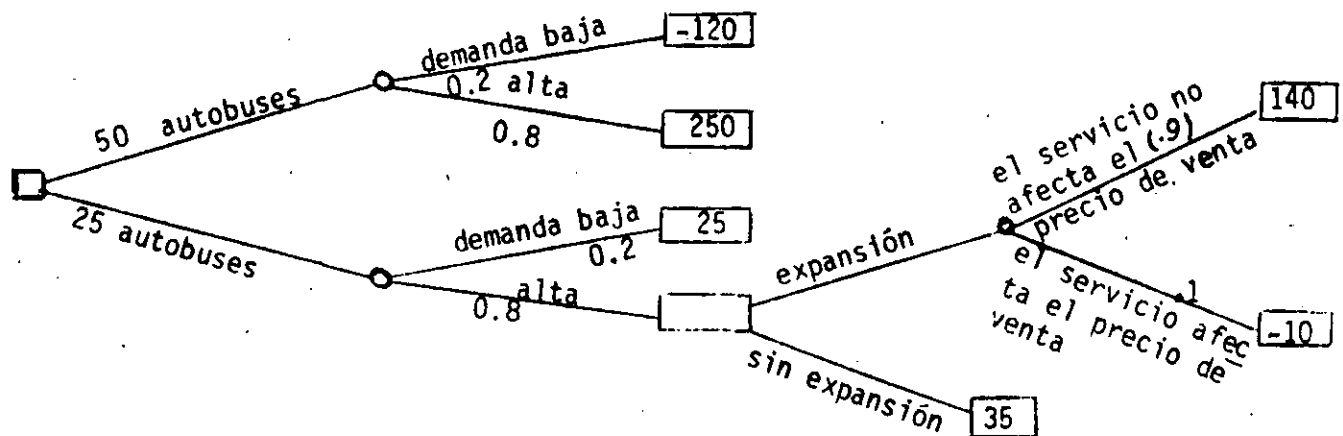 50 autobuses
demanda baja
0.2
-120
alta
0.8
250
25 autobuses
demanda baja
0.2
25
alta
0.8
expansión
el servicio no
afecta el (.9)
precio de venta
140
el servicio afec
ta el precio de
venta
.1
-10
sin expansión
35